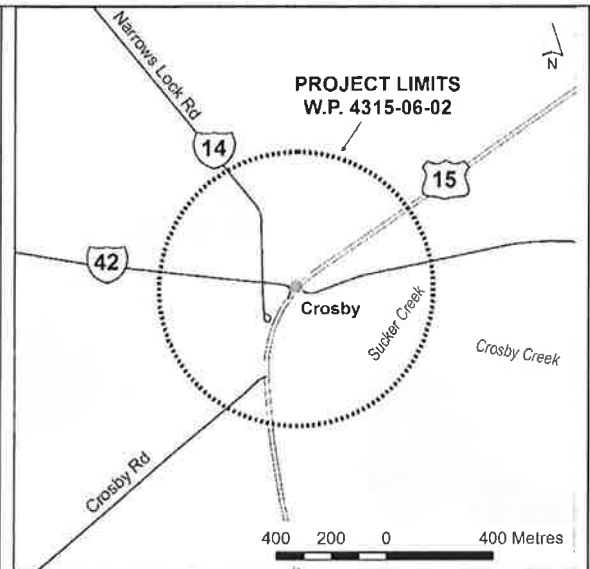 Narrows Lock Rd
N
PROJECT LIMITS
W.P. 4315-06-02
14
15
42
Crosby
Sucker Creek
Crosby Creek
Crosby Rd
400 200 0 400 Metres